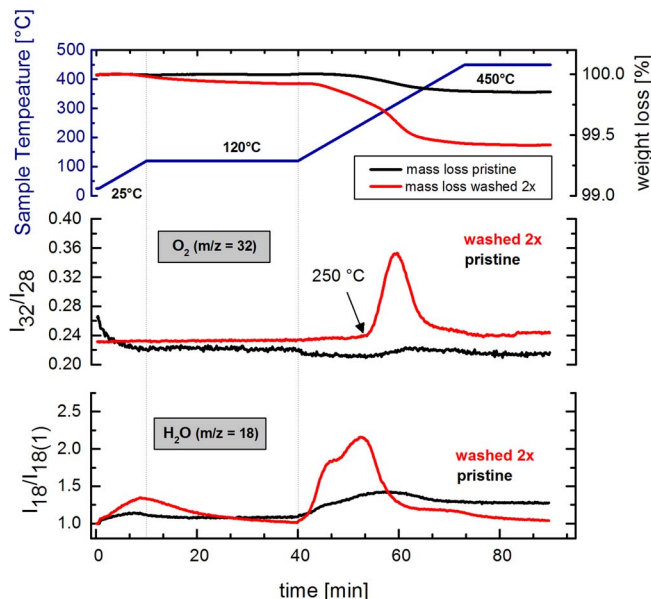 Sample Tempeature [°C]
500
400
300
200
100
0
25°C
120°C
450°C
100.0
99.4
99.0
weight loss [%]
mass loss pristine
mass loss washed 2x
I32/I28
0.40
0.36
0.32
0.28
0.24
0.20
O2 (m/z = 32)
250 °C
washed 2x
pristine
I18/I18(1)
2.5
2.0
1.5
1.0
H2O (m/z = 18)
washed 2x
pristine
0
20
40
60
80
time [min]